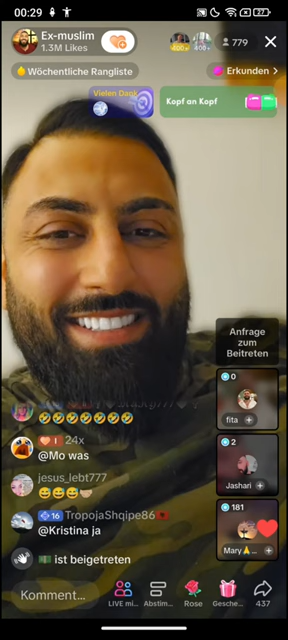 00:29
27
Ex-muslim
1.3M Likes
400+
400+
779
Wöchentliche Rangliste
Erkunden
Vielen Dank
Kopf an Kopf
Anfrage
zum
Beitreten
0
fita
2
Jashari
181
Mary🙏...
🤣🤣🤣🤣🤣🤣🤣
I 24x
@Mo was
jesus_lebt777
😅😅😅🤝🏼
16 TropojaShqipe86🇦🇱
@Kristina ja
💵 ist beigetreten
Komment...
LIVE mi...
Abstim...
Rose
Gesche...
437